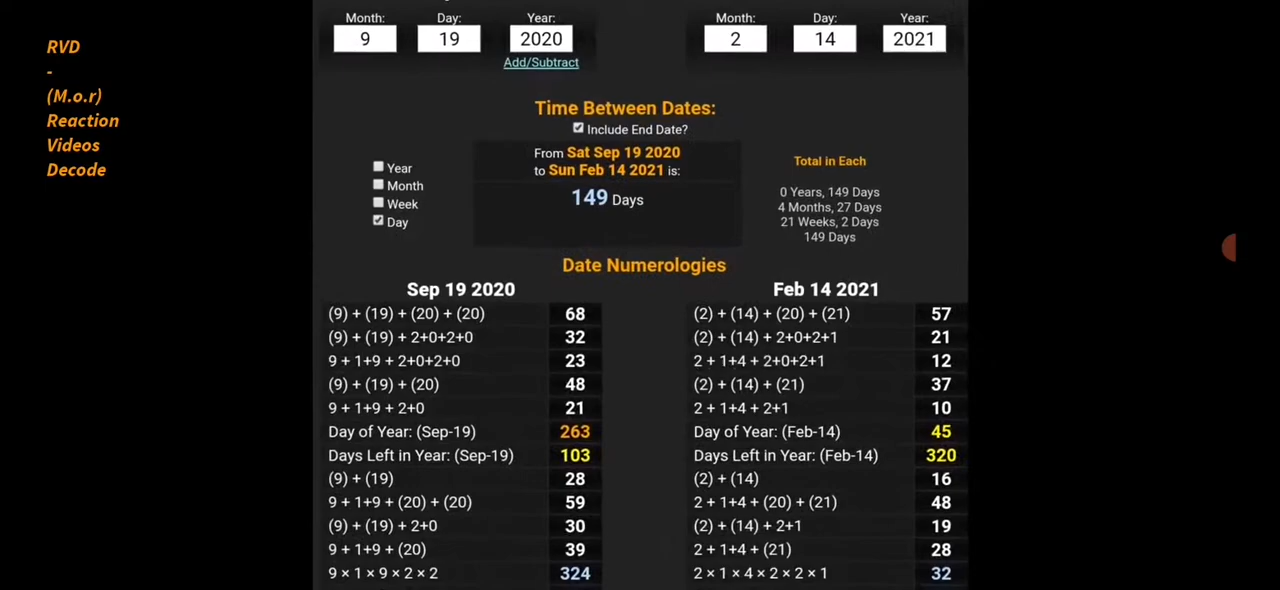 RVD
-
(M.o.r)
Reaction
Videos
Decode
Month: Day: Year:
9 19 2020
Add/Subtract
Month: Day: Year:
2 14 2021
Time Between Dates:
Include End Date?
Year
Month
Week
Day
From Sat Sep 19 2020
to Sun Feb 14 2021 is:
149 Days
Total in Each
0 Years, 149 Days
4 Months, 27 Days
21 Weeks, 2 Days
149 Days
Date Numerologies
Sep 19 2020
(9) + (19) + (20) + (20) 68
(9) + (19) + 2+0+2+0 32
9 + 1+9 + 2+0+2+0 23
(9) + (19) + (20) 48
9 + 1+9 + 2+0 21
Day of Year: (Sep-19) 263
Days Left in Year: (Sep-19) 103
(9) + (19) 28
9 + 1+9 + (20) + (20) 59
(9) + (19) + 2+0 30
9 + 1+9 + (20) 39
9 × 1 × 9 × 2 × 2 324
Feb 14 2021
(2) + (14) + (20) + (21) 57
(2) + (14) + 2+0+2+1 21
2 + 1+4 + 2+0+2+1 12
(2) + (14) + (21) 37
2 + 1+4 + 2+1 10
Day of Year: (Feb-14) 45
Days Left in Year: (Feb-14) 320
(2) + (14) 16
2 + 1+4 + (20) + (21) 48
(2) + (14) + 2+1 19
2 + 1+4 + (21) 28
2 × 1 × 4 × 2 × 2 × 1 32